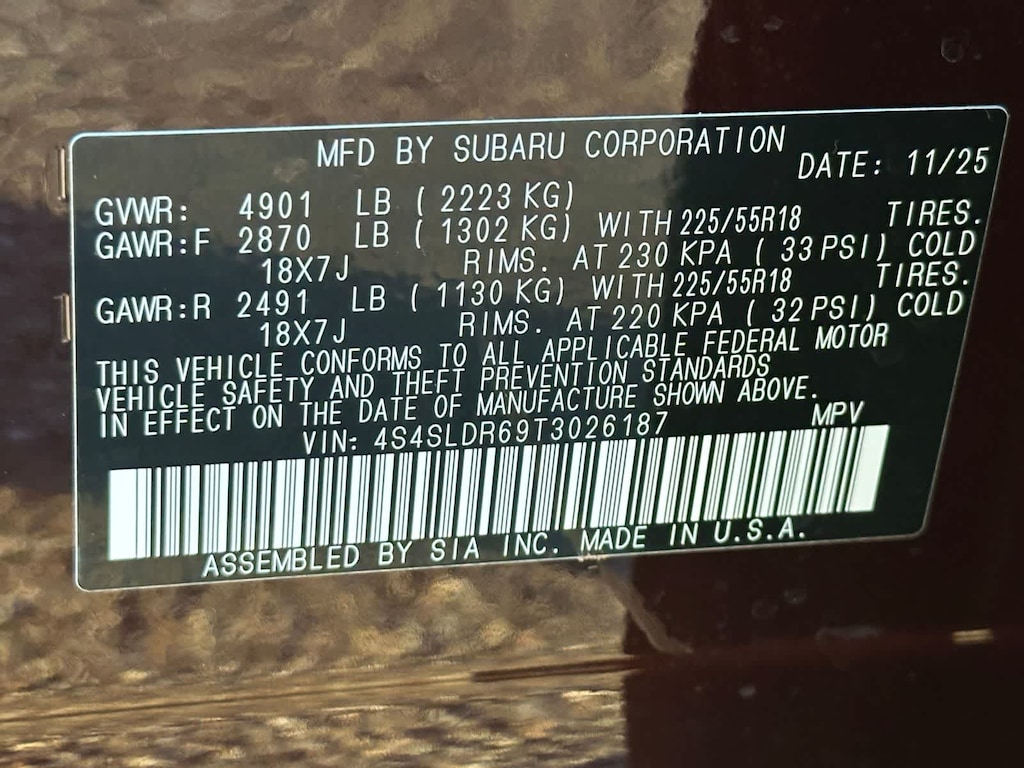 MFD BY SUBARU CORPORATION DATE: 11/25
GVWR: 4901 LB ( 2223 KG)
GAWR:F 2870 LB ( 1302 KG) WITH 225/55R18 TIRES.
18X7J RIMS. AT 230 KPA ( 33 PSI) COLD
GAWR:R 2491 LB ( 1130 KG) WITH 225/55R18 TIRES.
18X7J RIMS. AT 220 KPA ( 32 PSI) COLD
THIS VEHICLE CONFORMS TO ALL APPLICABLE FEDERAL MOTOR
VEHICLE SAFETY AND THEFT PREVENTION STANDARDS
IN EFFECT ON THE DATE OF MANUFACTURE SHOWN ABOVE.
VIN: 4S4SLDR69T3026187 MPV
ASSEMBLED BY SIA INC. MADE IN U.S.A.